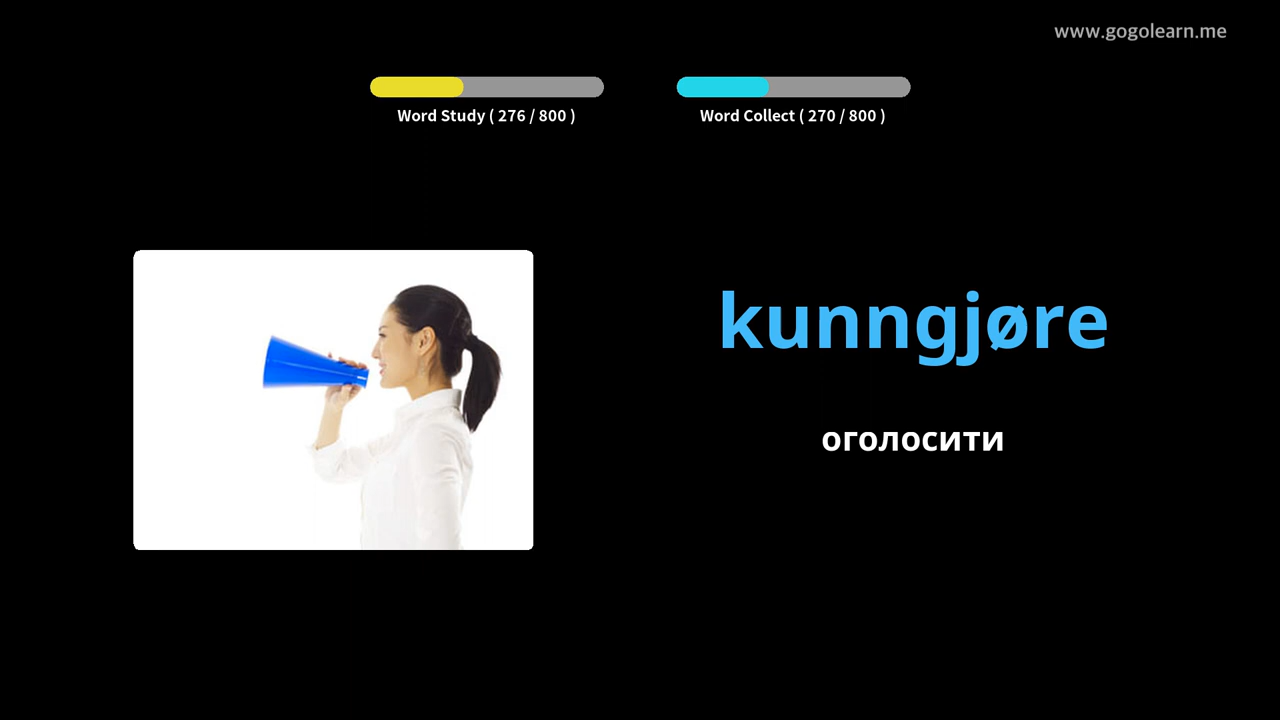 www.gogolearn.me
Word Study ( 276 / 800 )
Word Collect ( 270 / 800 )
kunngjøre
оголосити